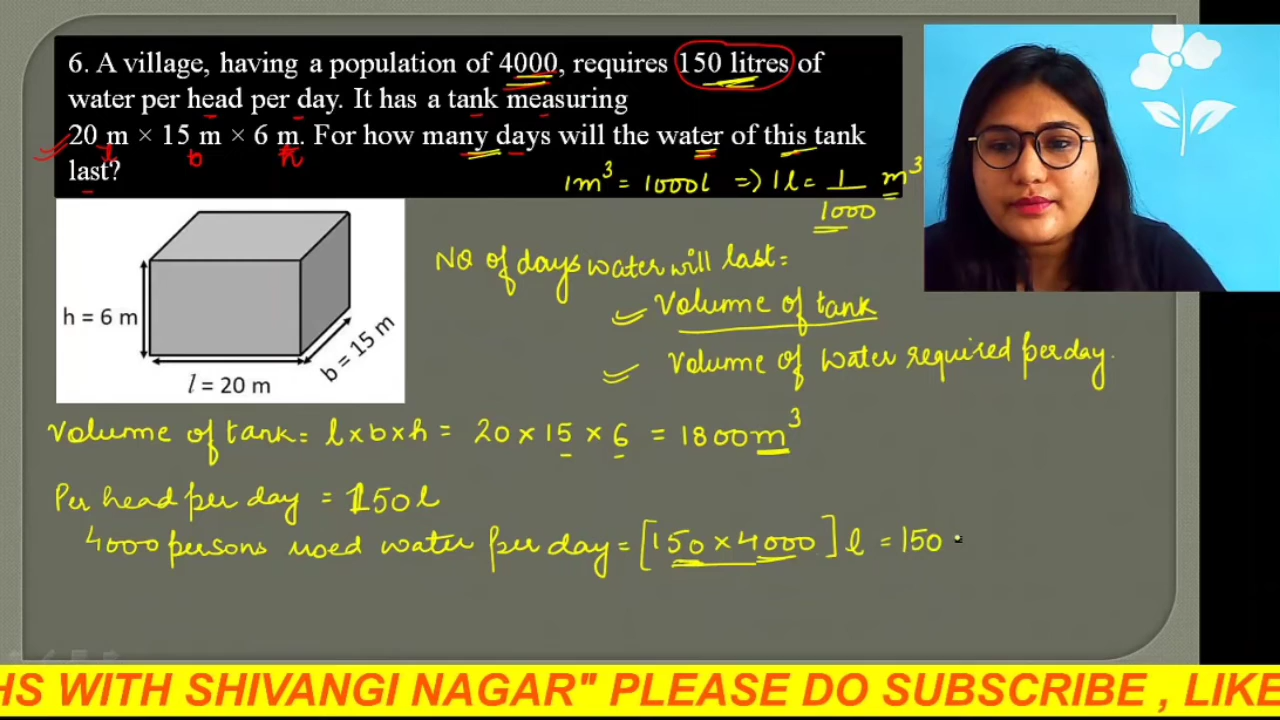 6. A village, having a population of 4000, requires 150 litres of
water per head per day. It has a tank measuring
20 m × 15 m × 6 m. For how many days will the water of this tank
last?
b h
1m³ = 1000l => 1l = 1/1000 m³
No of days water will last =
Volume of tank
Volume of water required per day.
h = 6 m
b = 15 m
l = 20 m
Volume of tank = l×b×h = 20 × 15 × 6 = 1800m³
Per head per day = 150l
4000 persons used water per day = [150 × 4000] l = 150
HS WITH SHIVANGI NAGAR" PLEASE DO SUBSCRIBE , LIKE